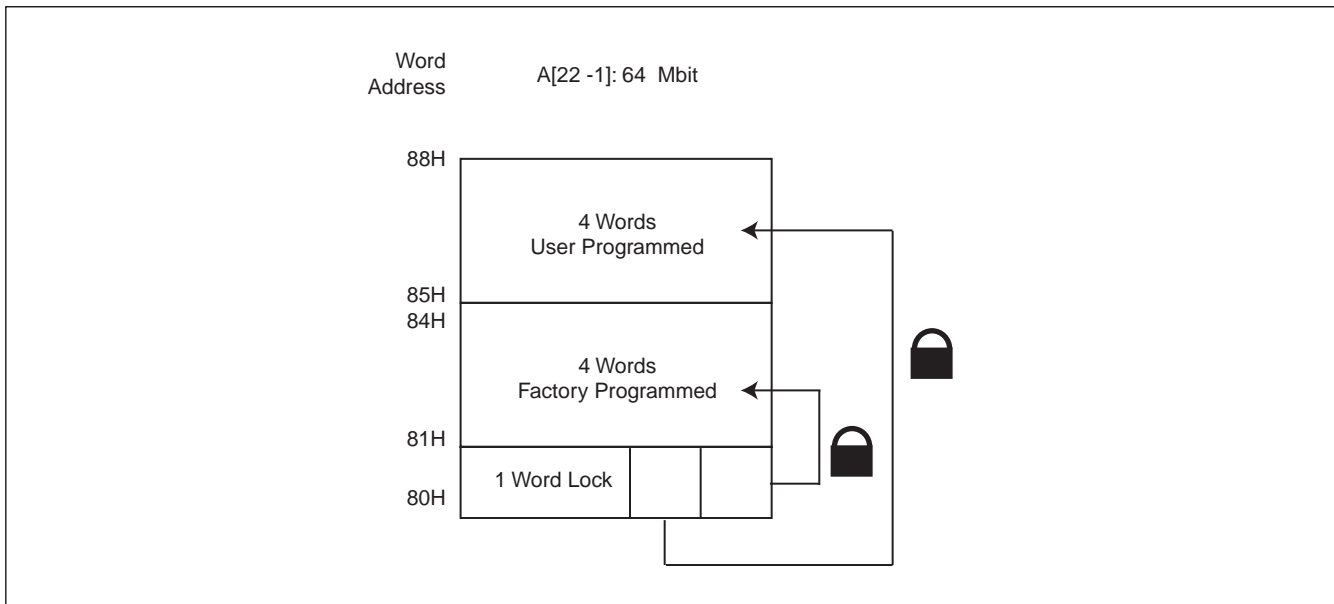 Word
Address
A[22 -1]: 64 Mbit
88H
4 Words
User Programmed
85H
84H
4 Words
Factory Programmed
81H
1 Word Lock
80H